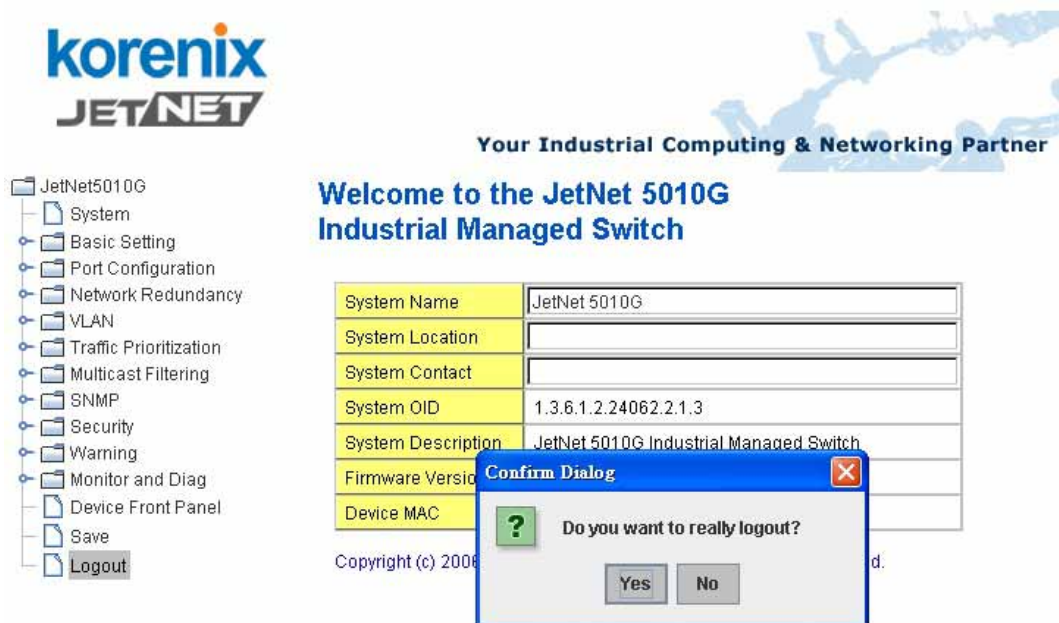 korenix
JETNET
Your Industrial Computing & Networking Partner
JetNet5010G
System
Basic Setting
Port Configuration
Network Redundancy
VLAN
Traffic Prioritization
Multicast Filtering
SNMP
Security
Warning
Monitor and Diag
Device Front Panel
Save
Logout
Welcome to the JetNet 5010G
Industrial Managed Switch
System Name JetNet 5010G
System Location
System Contact
System OID 1.3.6.1.2.24062.2.1.3
System Description JetNet 5010G Industrial Managed Switch
Firmware Versio
Device MAC
Copyright (c) 2006 d.
Confirm Dialog
Do you want to really logout?
Yes No